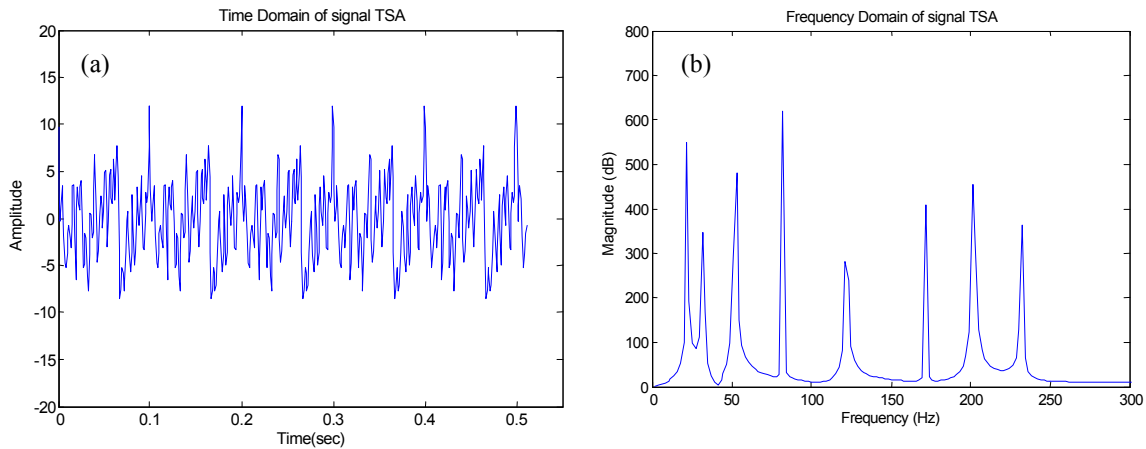 Time Domain of signal TSA
(a)
Amplitude
20
15
10
5
0
-5
-10
-15
-20
0 0.1 0.2 0.3 0.4 0.5
Time(sec)
Frequency Domain of signal TSA
(b)
Magnitude (dB)
800
700
600
500
400
300
200
100
0
0 50 100 150 200 250 300
Frequency (Hz)